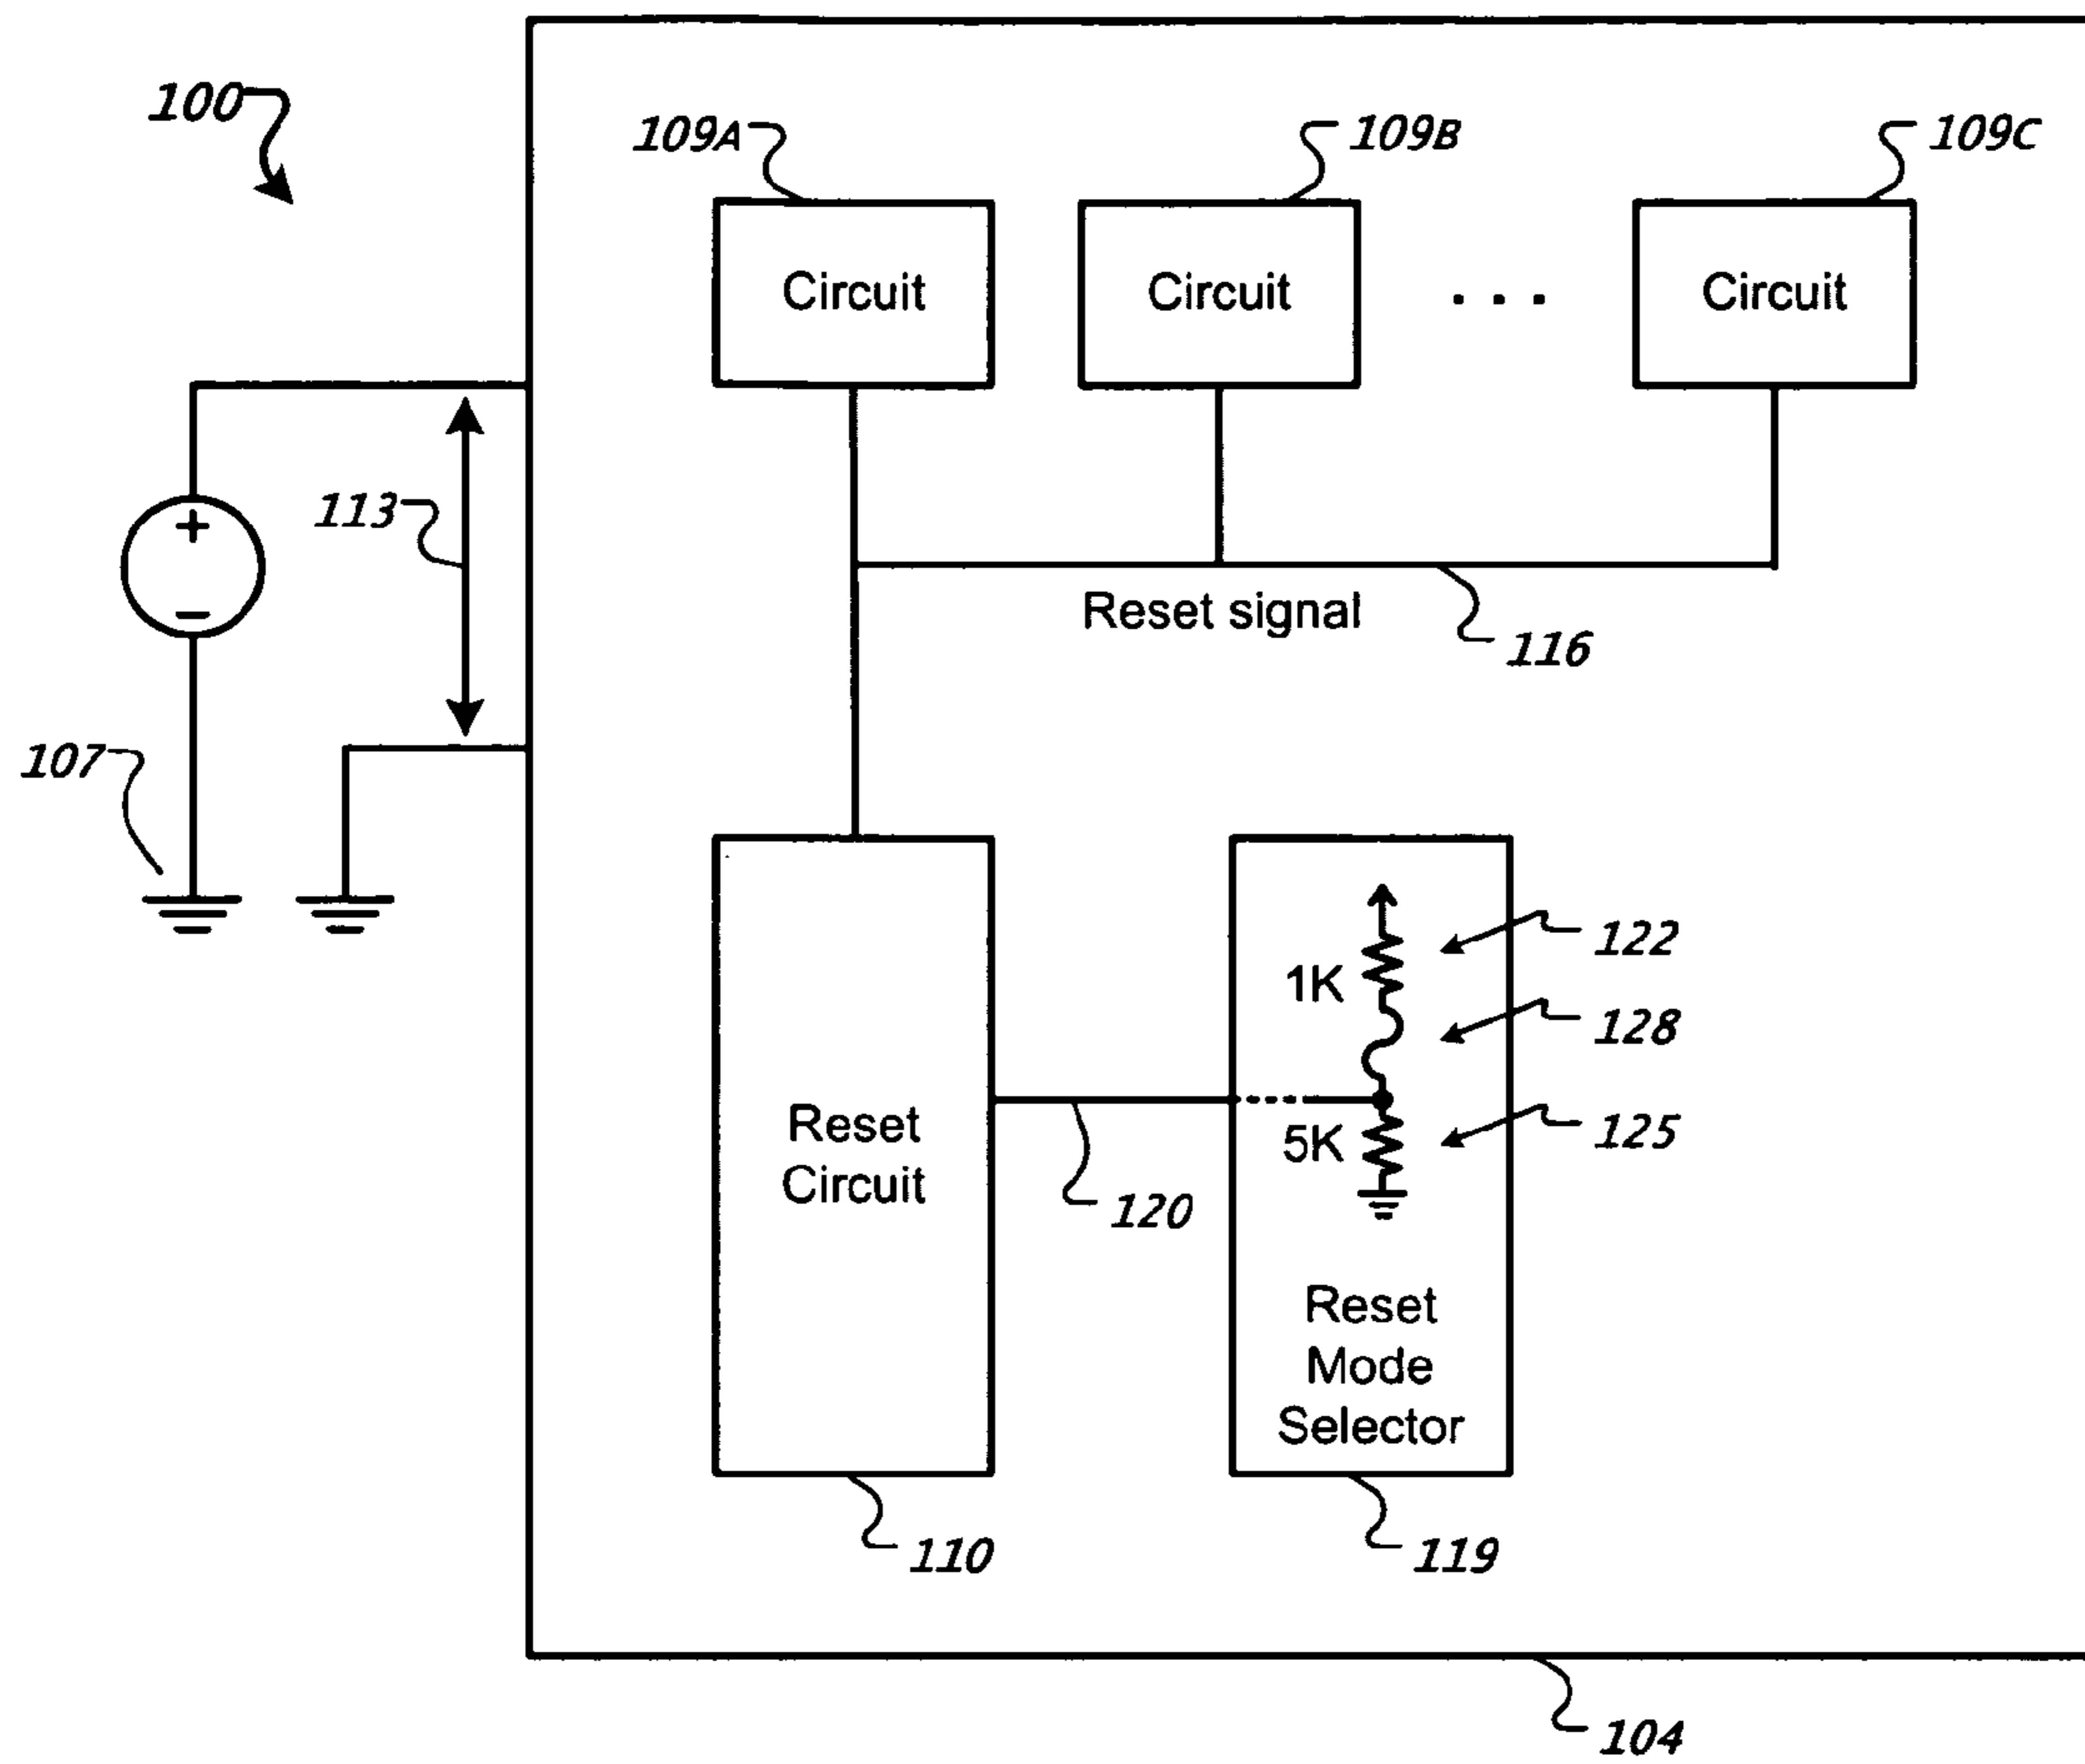 100
109A
109B
109C
Circuit
Circuit
. . .
Circuit
+
113
−
Reset signal
116
107
122
1K
128
Reset
Circuit
5K
125
120
Reset
Mode
Selector
110
119
104